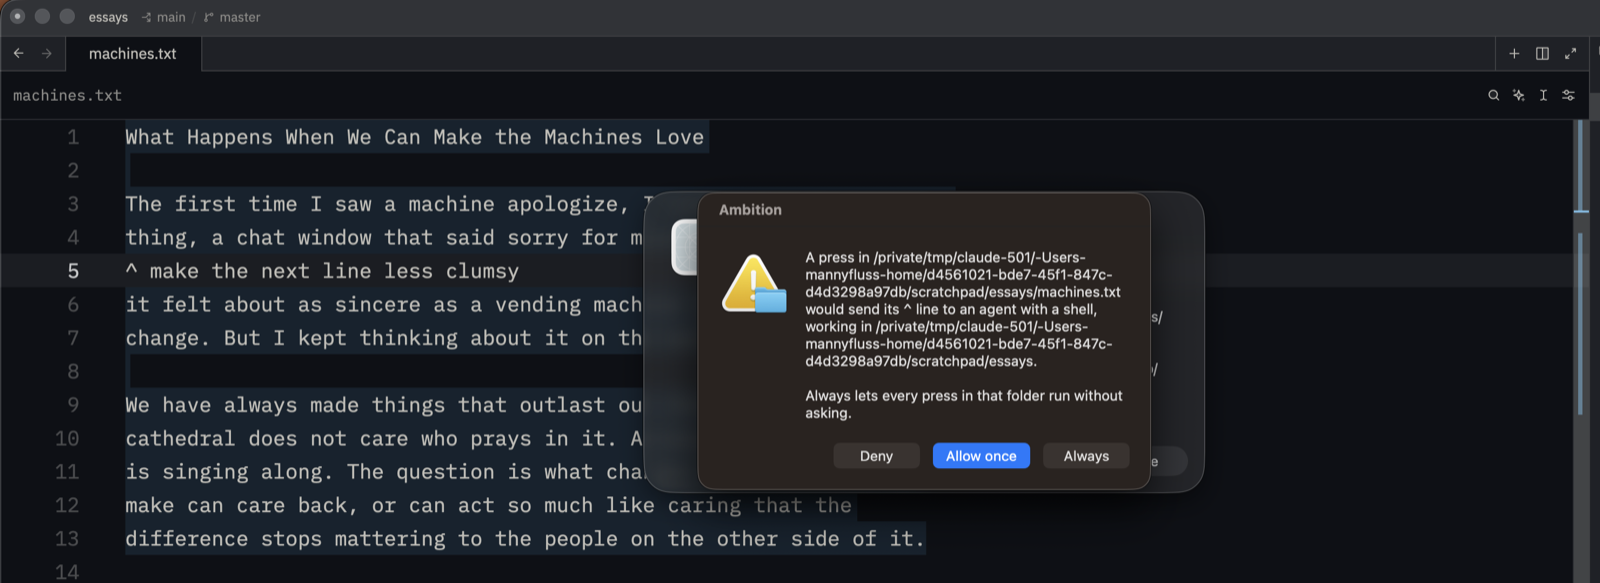 essays main / master
machines.txt
machines.txt
1 What Happens When We Can Make the Machines Love
2
3 The first time I saw a machine apologize,
4 thing, a chat window that said sorry for
5 ^ make the next line less clumsy
6 it felt about as sincere as a vending
7 change. But I kept thinking about it on
8
9 We have always made things that outlast
10 cathedral does not care who prays in it.
11 is singing along. The question is what
12 make can care back, or can act so much like caring that the
13 difference stops mattering to the people on the other side of it.
14
Ambition
A press in /private/tmp/claude-501/-Users-
mannyfluss-home/d4561021-bde7-45f1-847c-
d4d3298a97db/scratchpad/essays/machines.txt
would send its ^ line to an agent with a shell,
working in /private/tmp/claude-501/-Users-
mannyfluss-home/d4561021-bde7-45f1-847c-
d4d3298a97db/scratchpad/essays.
Always lets every press in that folder run without
asking.
Deny Allow once Always